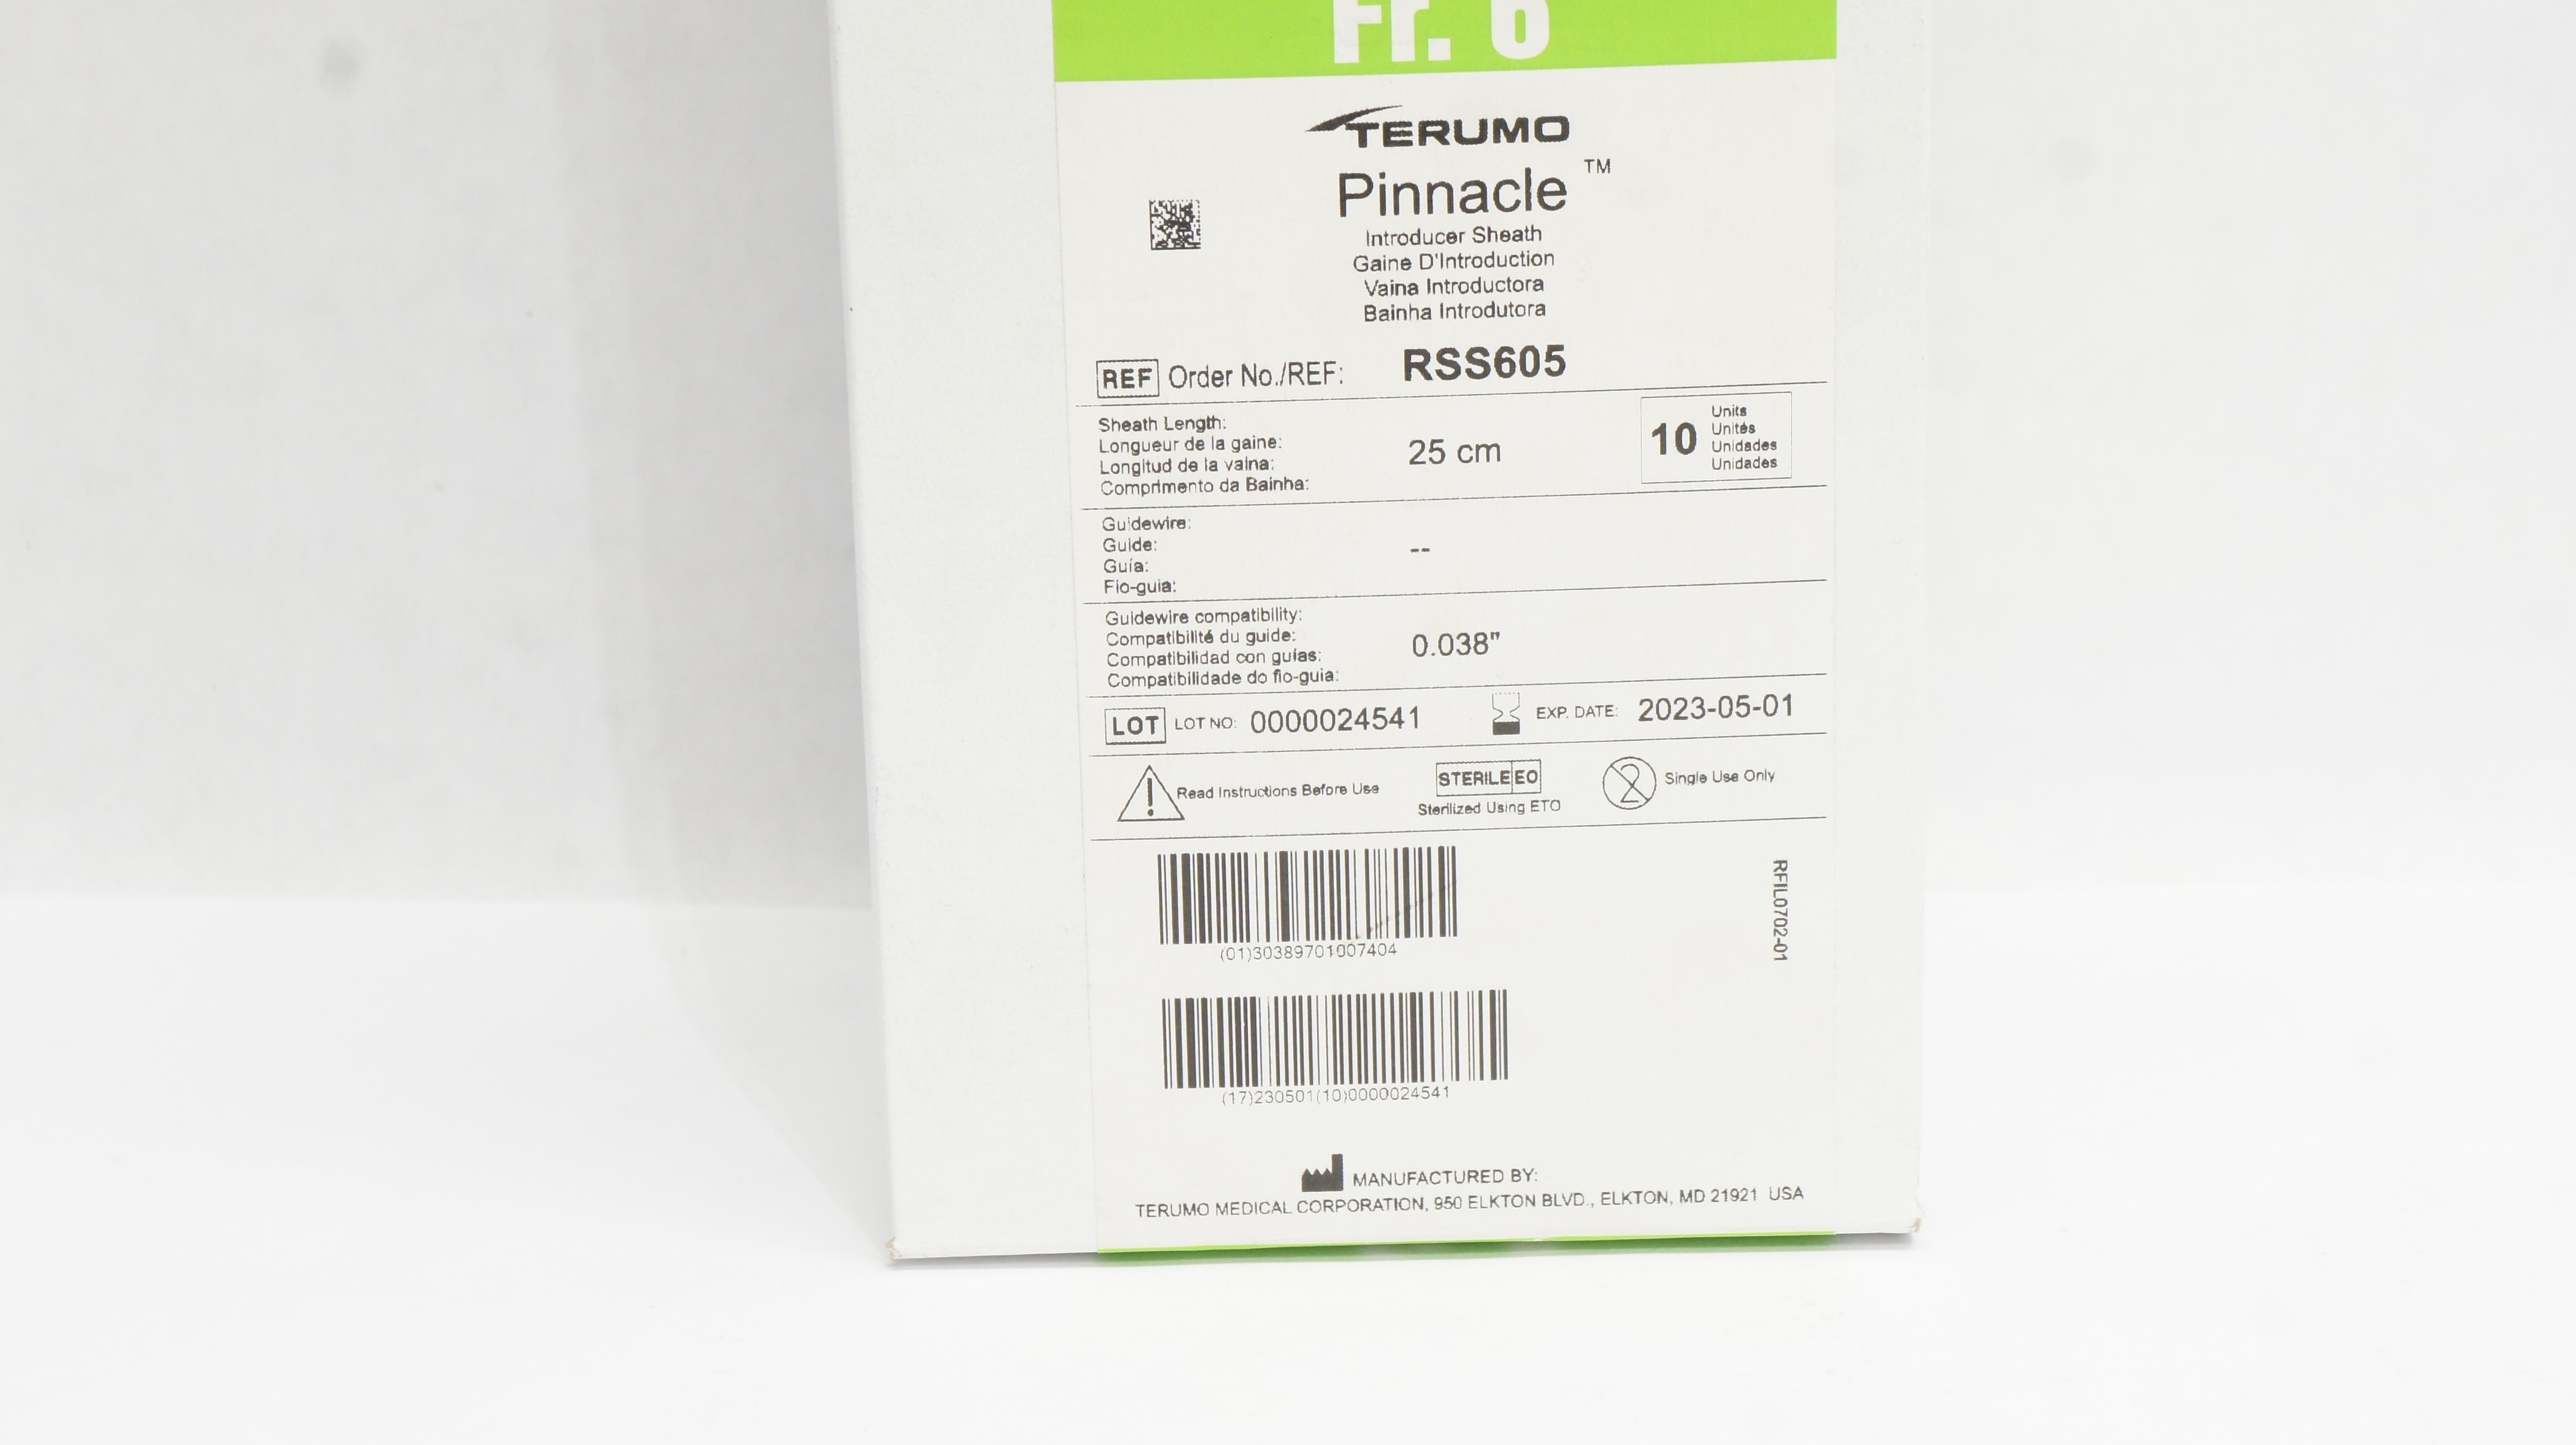 Fr. 6
TERUMO
Pinnacle™
Introducer Sheath
Gaine D'Introduction
Vaina Introductora
Bainha Introdutora
REF Order No./REF: RSS605
Sheath Length:
Longueur de la gaine:
Longitud de la vaina:
Comprimento da Bainha:
25 cm
10
Units
Unités
Unidades
Unidades
Guidewire:
Guide:
Guía:
Fio-guia:
--
Guidewire compatibility:
Compatibilité du guide:
Compatibilidad con guías:
Compatibilidade do fio-guia:
0.038"
LOT LOT NO: 0000024541 EXP. DATE: 2023-05-01
Read Instructions Before Use
STERILE EO
Sterilized Using ETO
2 Single Use Only
(01)30389701007404
RFIL0702-01
(17)230501(10)0000024541
MANUFACTURED BY:
TERUMO MEDICAL CORPORATION, 950 ELKTON BLVD., ELKTON, MD 21921 USA